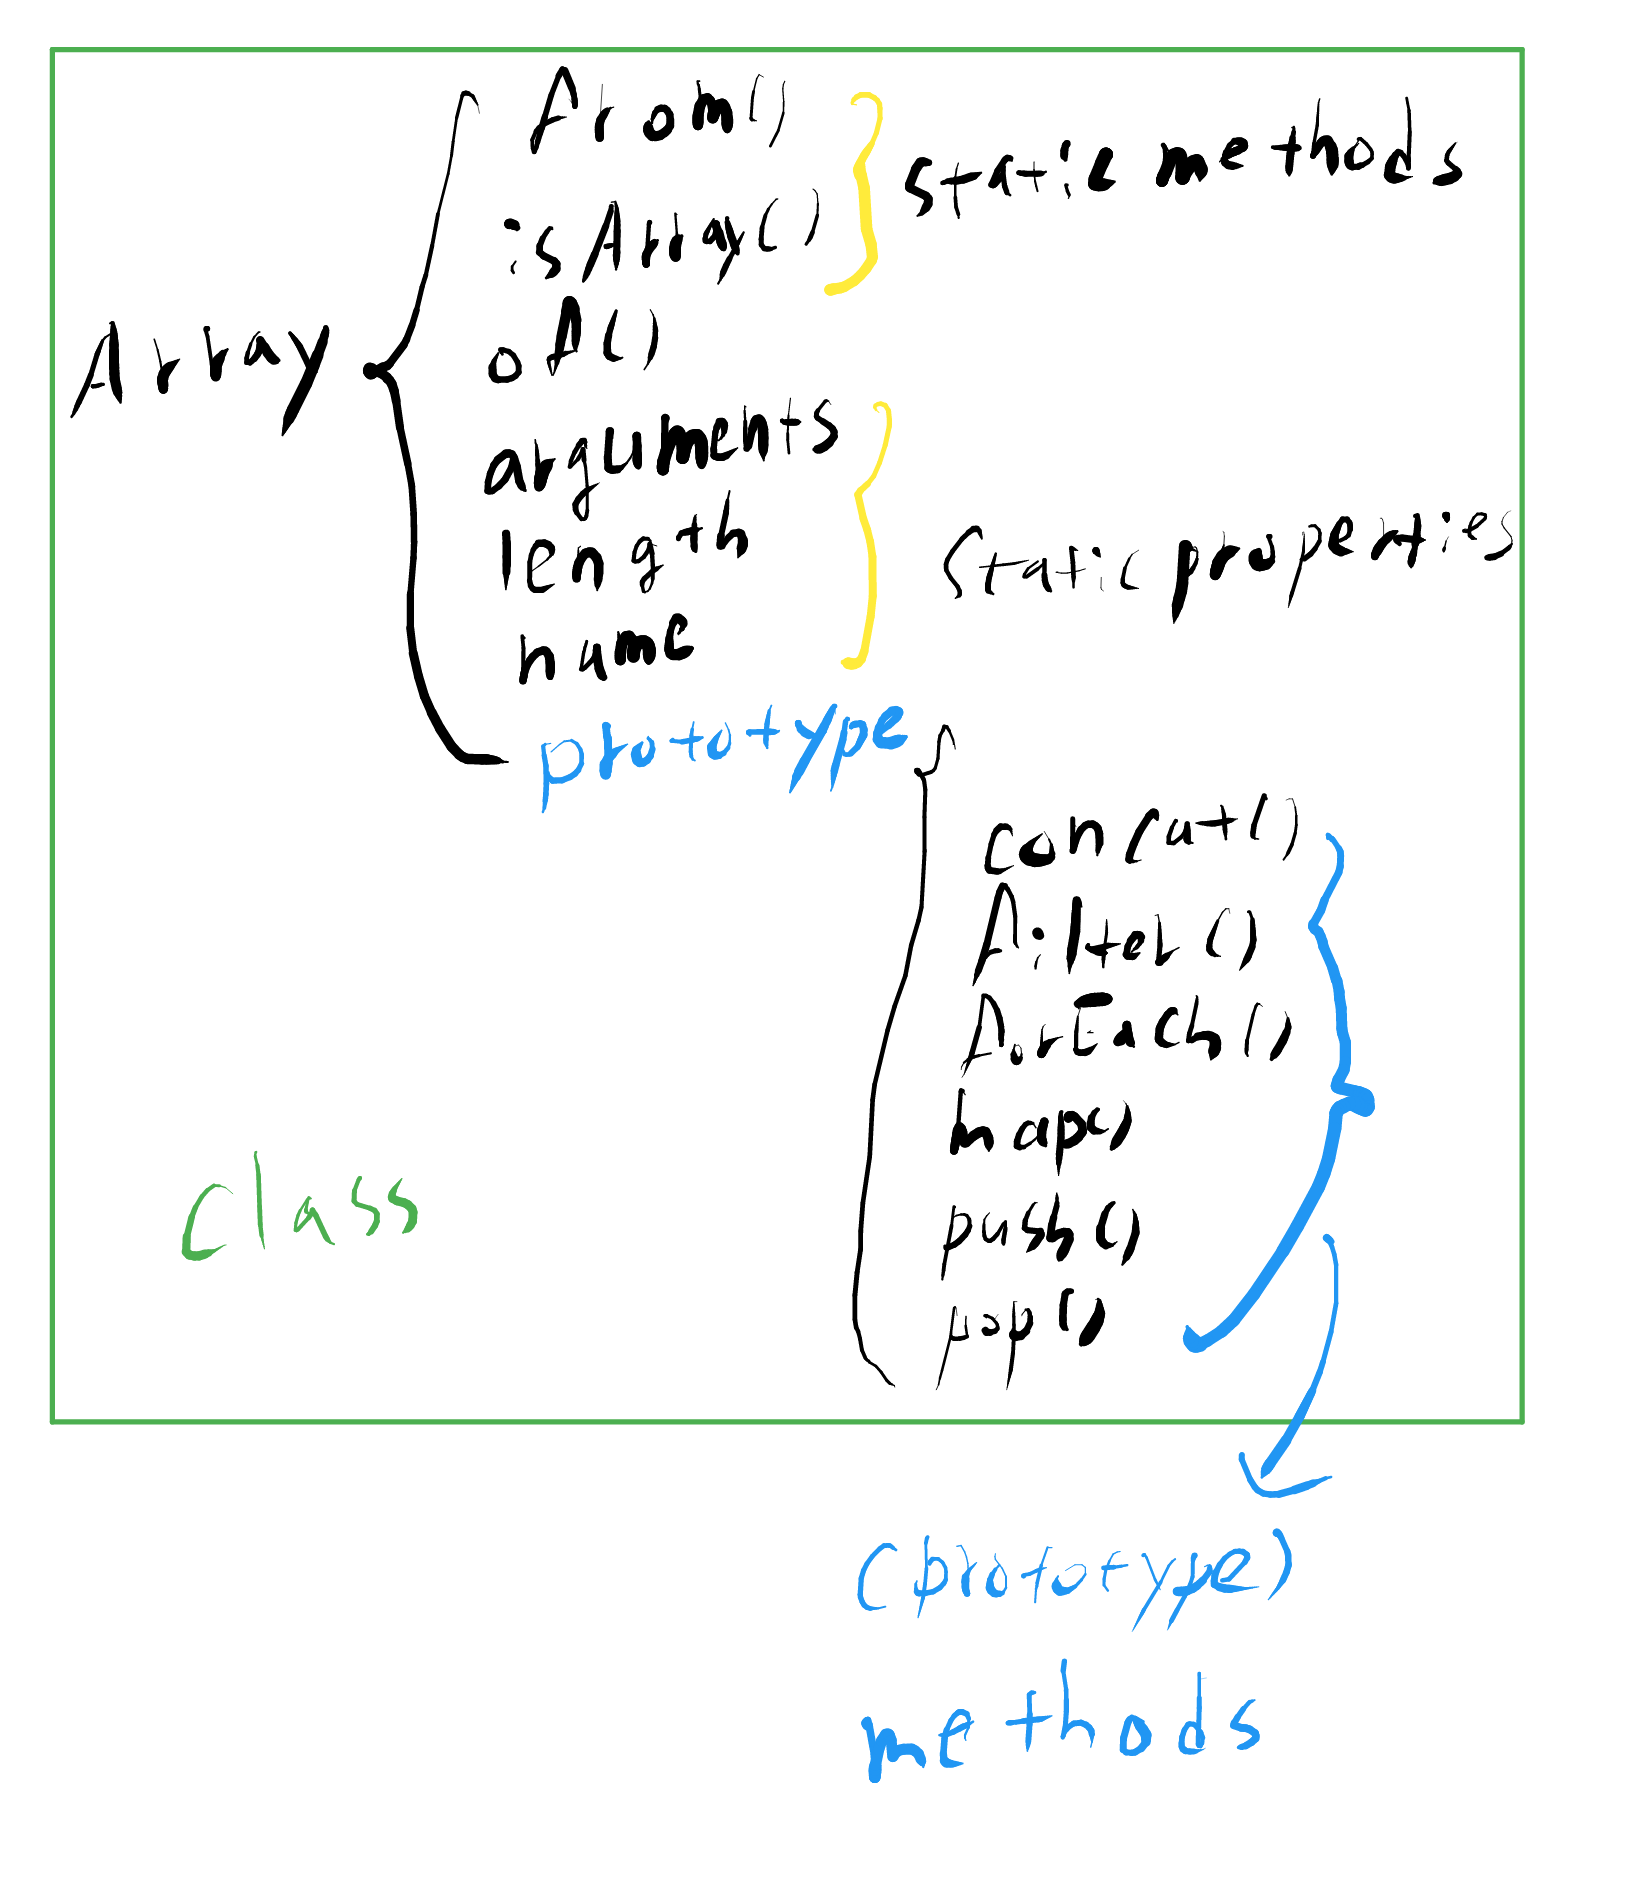 Array
from()
isArray()
of()
static methods
arguments
length
name
static properties
prototype
concat()
filter()
forEach()
map()
push()
pop()
class
(prototype)
methods